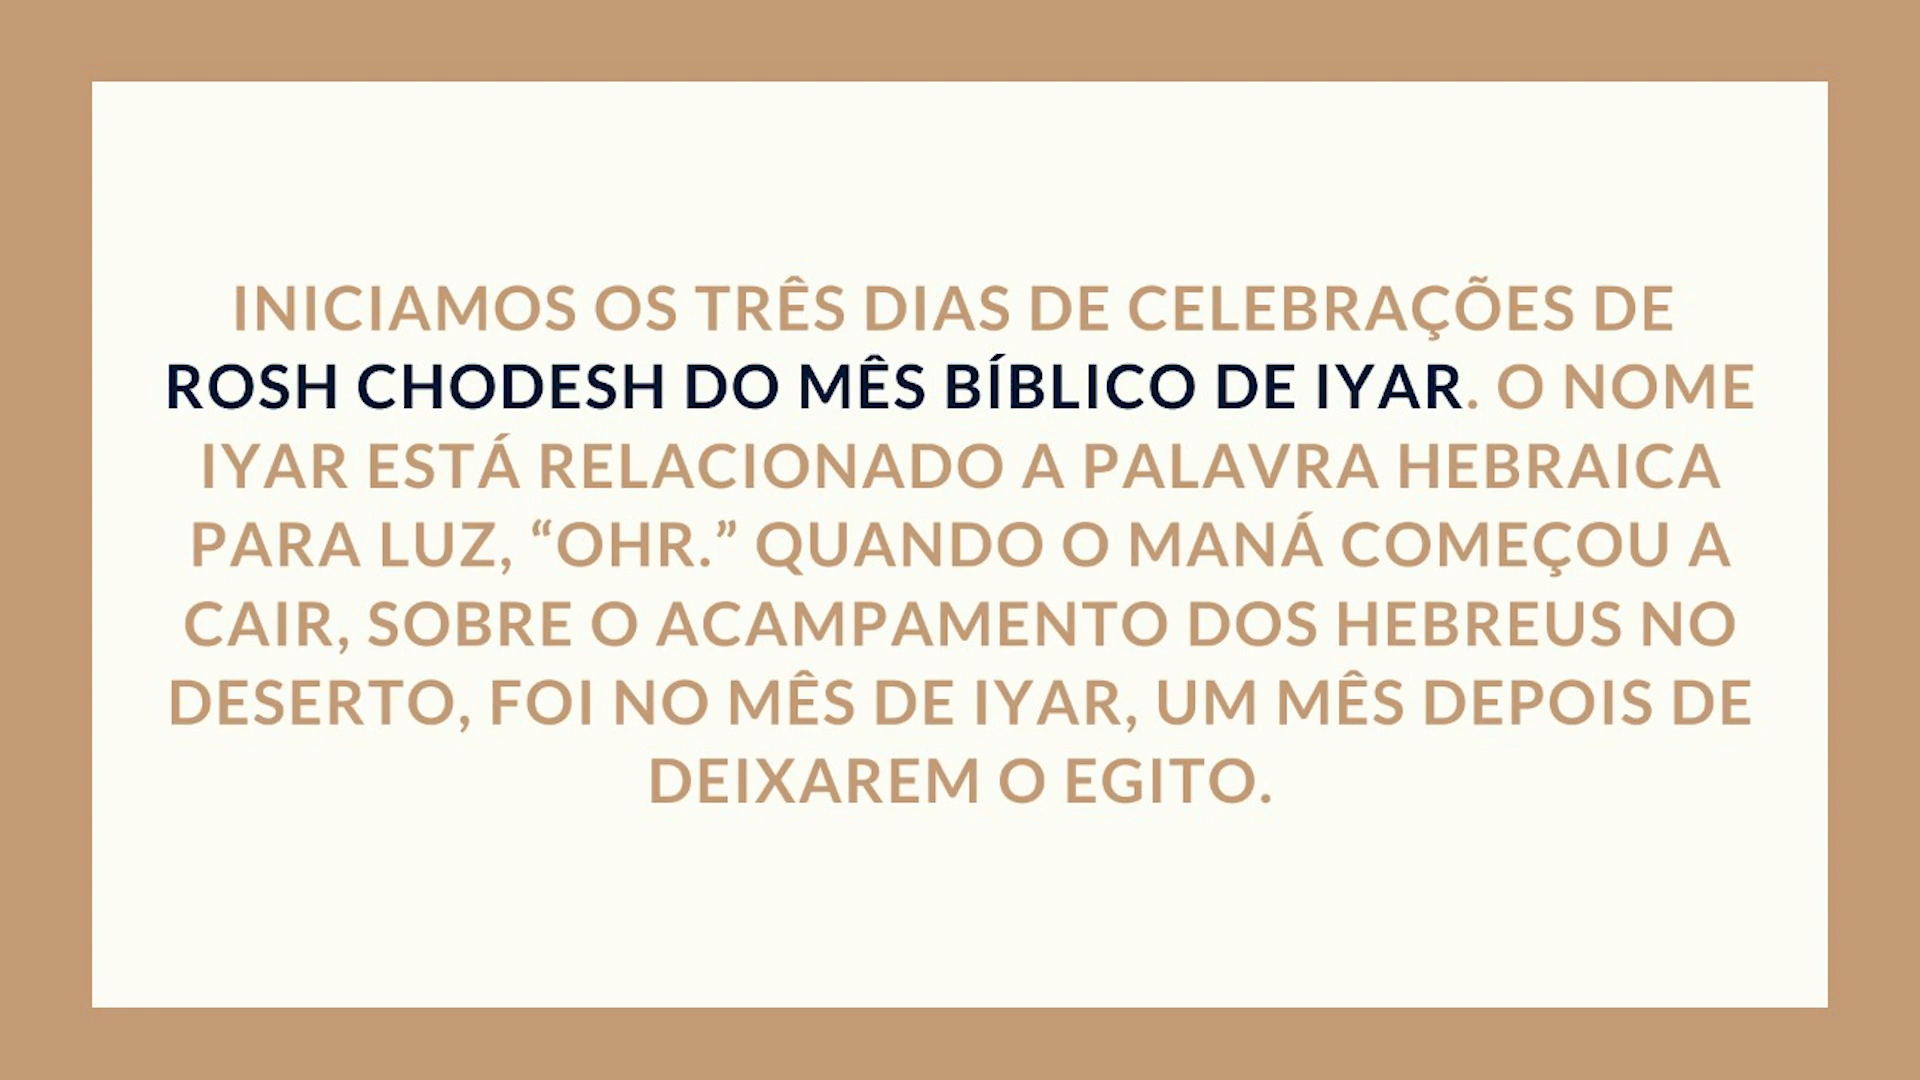 INICIAMOS OS TRÊS DIAS DE CELEBRAÇÕES DE
ROSH CHODESH DO MÊS BÍBLICO DE IYAR. O NOME
IYAR ESTÁ RELACIONADO A PALAVRA HEBRAICA
PARA LUZ, “OHR.” QUANDO O MANÁ COMEÇOU A
CAIR, SOBRE O ACAMPAMENTO DOS HEBREUS NO
DESERTO, FOI NO MÊS DE IYAR, UM MÊS DEPOIS DE
DEIXAREM O EGITO.